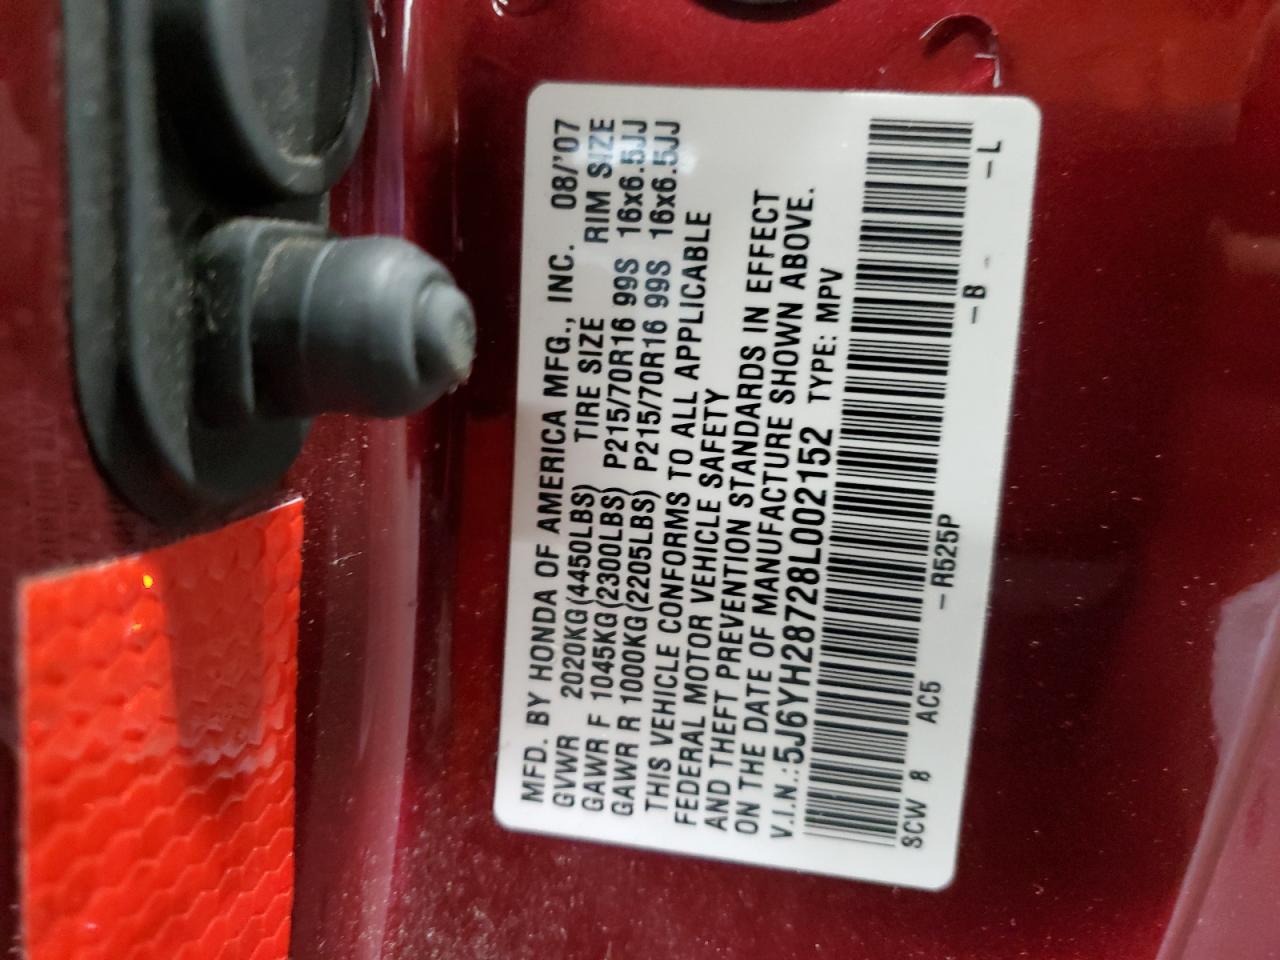 MFD. BY HONDA OF AMERICA MFG., INC. 08/'07
GVWR 2020KG(4450LBS) TIRE SIZE RIM SIZE
GAWR F 1045KG(2300LBS) P215/70R16 99S 16x6.5JJ
GAWR R 1000KG(2205LBS) P215/70R16 99S 16x6.5JJ
THIS VEHICLE CONFORMS TO ALL APPLICABLE
FEDERAL MOTOR VEHICLE SAFETY
AND THEFT PREVENTION STANDARDS IN EFFECT
ON THE DATE OF MANUFACTURE SHOWN ABOVE.
V.I.N.:5J6YH28728L002152 TYPE: MPV
SCW 8 AC5 -R525P -B- -L